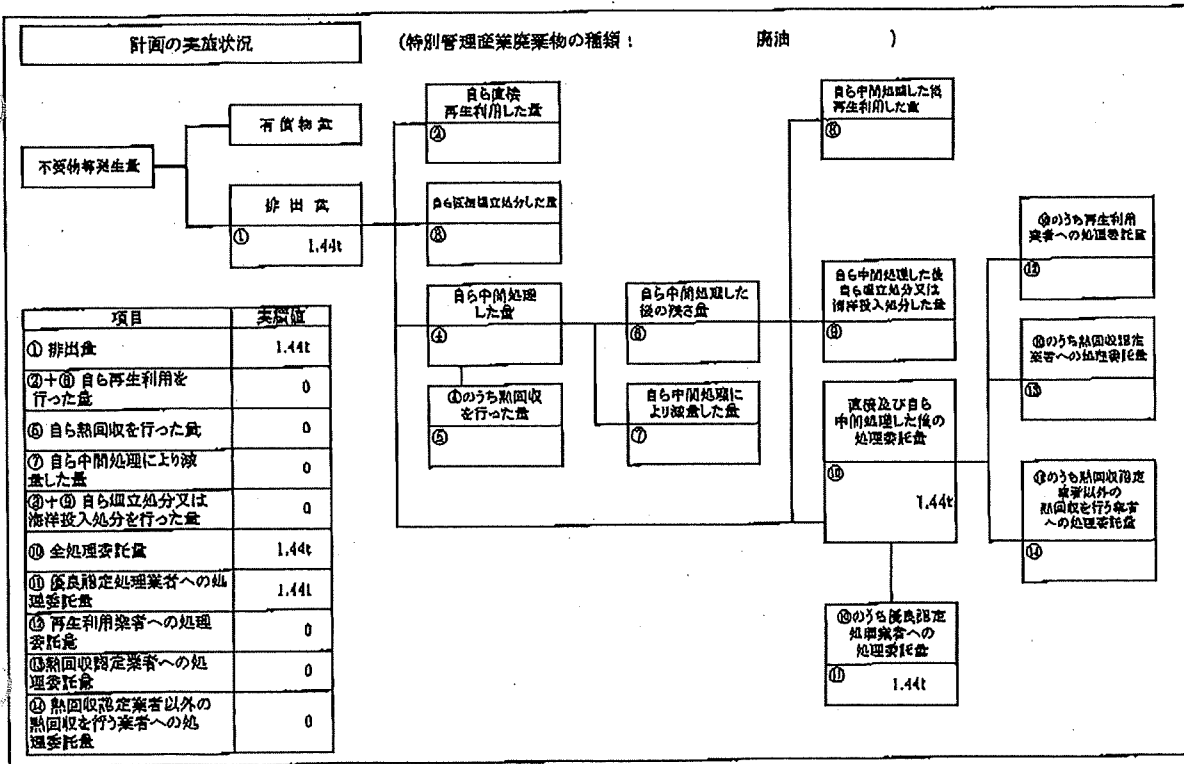 計画の実施状況
(特別管理産業廃棄物の種類: 廃油 )
不要物等発生量
有償物量
排出量
① 1.44t
自ら直接
再生利用した量
②
自ら直接埋立処分した量
③
自ら中間処理
した量
④
④のうち熱回収
を行った量
⑤
自ら中間処理した
後の残さ量
⑥
自ら中間処理に
より減量した量
⑦
自ら中間処理した後
再生利用した量
⑧
自ら中間処理した後
自ら埋立処分又は
海洋投入処分した量
⑨
直接及び自ら
中間処理した後の
処理委託量
⑩
1.44t
⑩のうち優良認定
処理業者への
処理委託量
⑪ 1.44t
⑩のうち再生利用
業者への処理委託量
⑫
⑩のうち熱回収認定
業者への処理委託量
⑬
⑩のうち熱回収認定
業者以外の
熱回収を行う業者
への処理委託量
⑭
項目 実績値
① 排出量 1.44t
②+⑧ 自ら再生利用を
行った量 0
⑤ 自ら熱回収を行った量 0
⑦ 自ら中間処理により減
量した量 0
③+⑨ 自ら埋立処分又は
海洋投入処分を行った量 0
⑩ 全処理委託量 1.44t
⑪ 優良認定処理業者への処
理委託量 1.44t
⑫ 再生利用業者への処理
委託量 0
⑬熱回収認定業者への処
理委託量 0
⑭ 熱回収認定業者以外の
熱回収を行う業者への処
理委託量 0